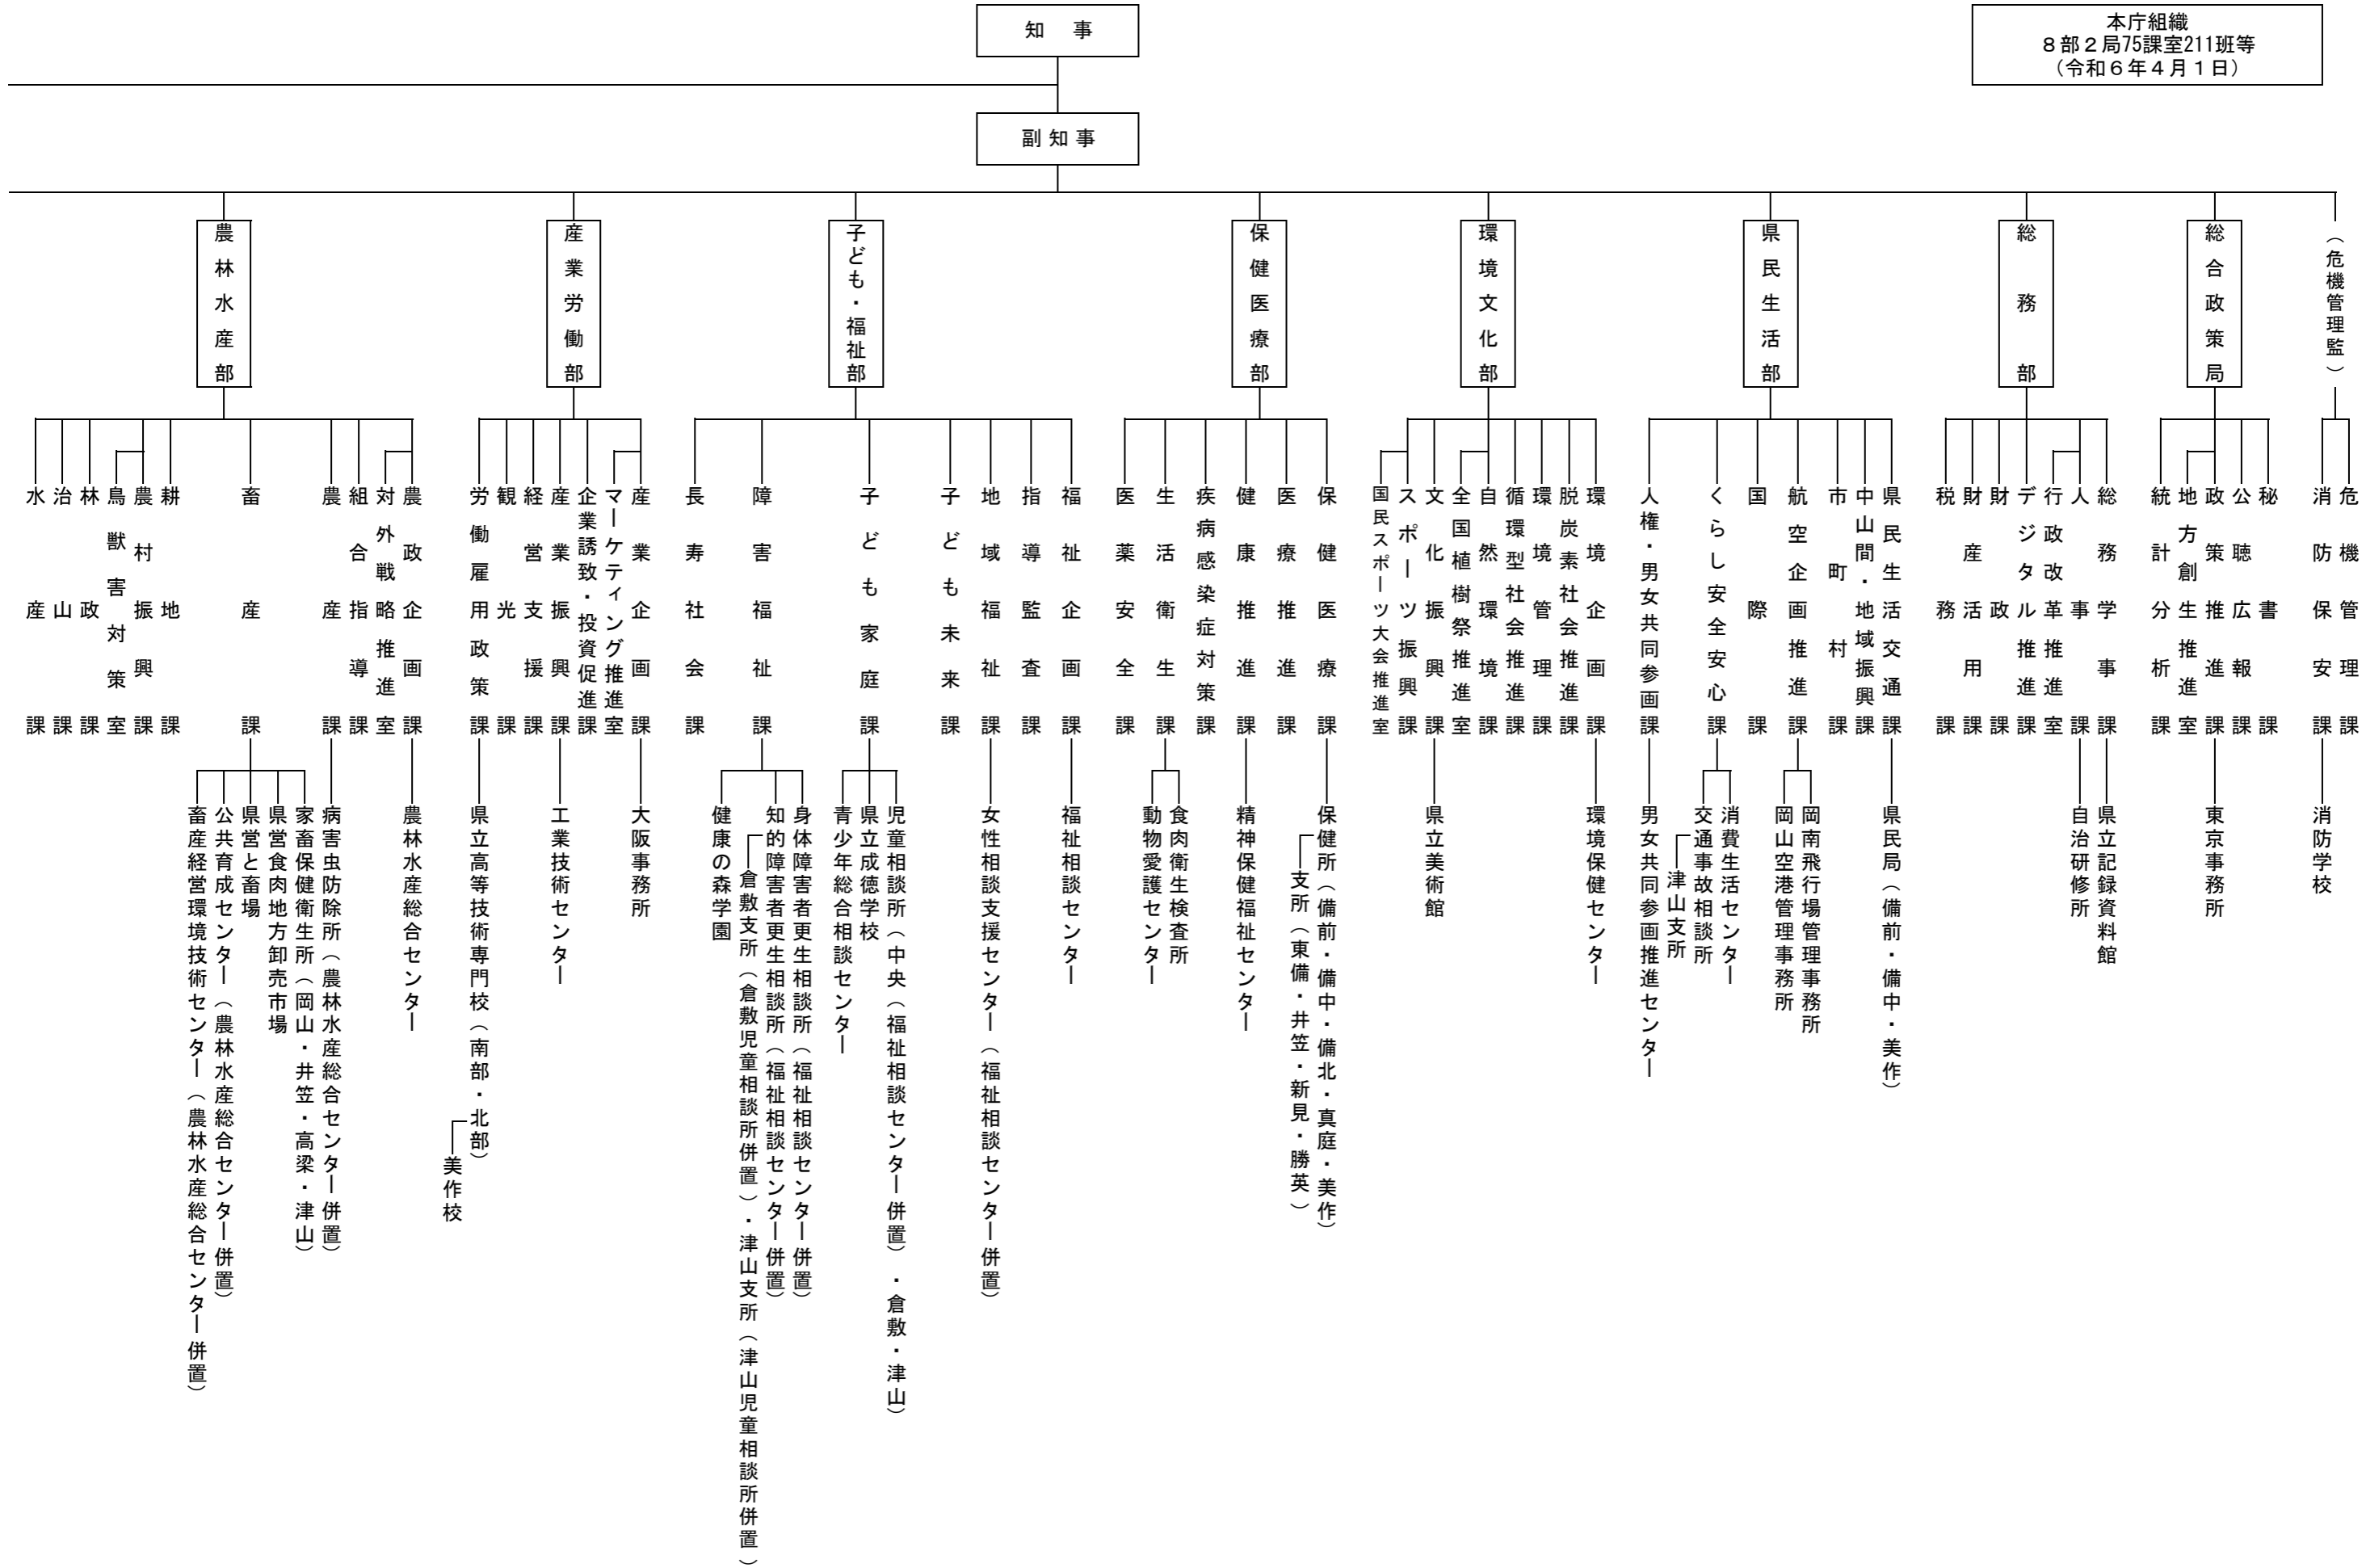 知　事
本庁組織
８部２局75課室211班等
（令和６年４月１日）
副知事
（危機管理監）
総合政策局
総務部
県民生活部
環境文化部
保健医療部
子ども・福祉部
産業労働部
農林水産部
危機管理課
消防保安課
秘書課
公聴広報課
政策推進課
地方創生推進室
統計分析課
総務学事課
人事課
行政改革推進室
デジタル推進課
財政課
財産活用課
税務課
県民生活交通課
中山間・地域振興課
市町村課
航空企画推進課
国際課
くらし安全安心課
人権・男女共同参画課
環境企画課
脱炭素社会推進課
環境管理課
循環型社会推進課
自然環境課
全国植樹祭推進室
文化振興課
スポーツ振興課
国民スポーツ大会推進室
保健医療課
医療推進課
健康推進課
疾病感染症対策課
生活衛生課
医薬安全課
福祉企画課
指導監査課
地域福祉課
子ども未来課
子ども家庭課
障害福祉課
長寿社会課
産業企画課
マーケティング推進室
企業誘致・投資促進課
産業振興課
経営支援課
観光課
労働雇用政策課
農政企画課
対外戦略推進室
組合指導課
農産課
畜産課
耕地課
農村振興課
鳥獣害対策室
林政課
治山課
水産課
消防学校
東京事務所
県立記録資料館
自治研修所
県民局（備前・備中・美作）
岡南飛行場管理事務所
岡山空港管理事務所
消費生活センター
交通事故相談所
津山支所
男女共同参画推進センター
環境保健センター
県立美術館
保健所（備前・備中・備北・真庭・美作）
支所（東備・井笠・新見・勝英）
精神保健福祉センター
食肉衛生検査所
動物愛護センター
福祉相談センター
女性相談支援センター（福祉相談センター併置）
児童相談所（中央（福祉相談センター併置）・倉敷・津山）
県立成徳学校
青少年総合相談センター
身体障害者更生相談所（福祉相談センター併置）
知的障害者更生相談所（福祉相談センター併置）
倉敷支所（倉敷児童相談所併置）・津山支所（津山児童相談所併置）
健康の森学園
大阪事務所
工業技術センター
県立高等技術専門校（南部・北部）
美作校
農林水産総合センター
病害虫防除所（農林水産総合センター併置）
家畜保健衛生所（岡山・井笠・高梁・津山）
県営食肉地方卸売市場
県営と畜場
公共育成センター（農林水産総合センター併置）
畜産経営環境技術センター（農林水産総合センター併置）